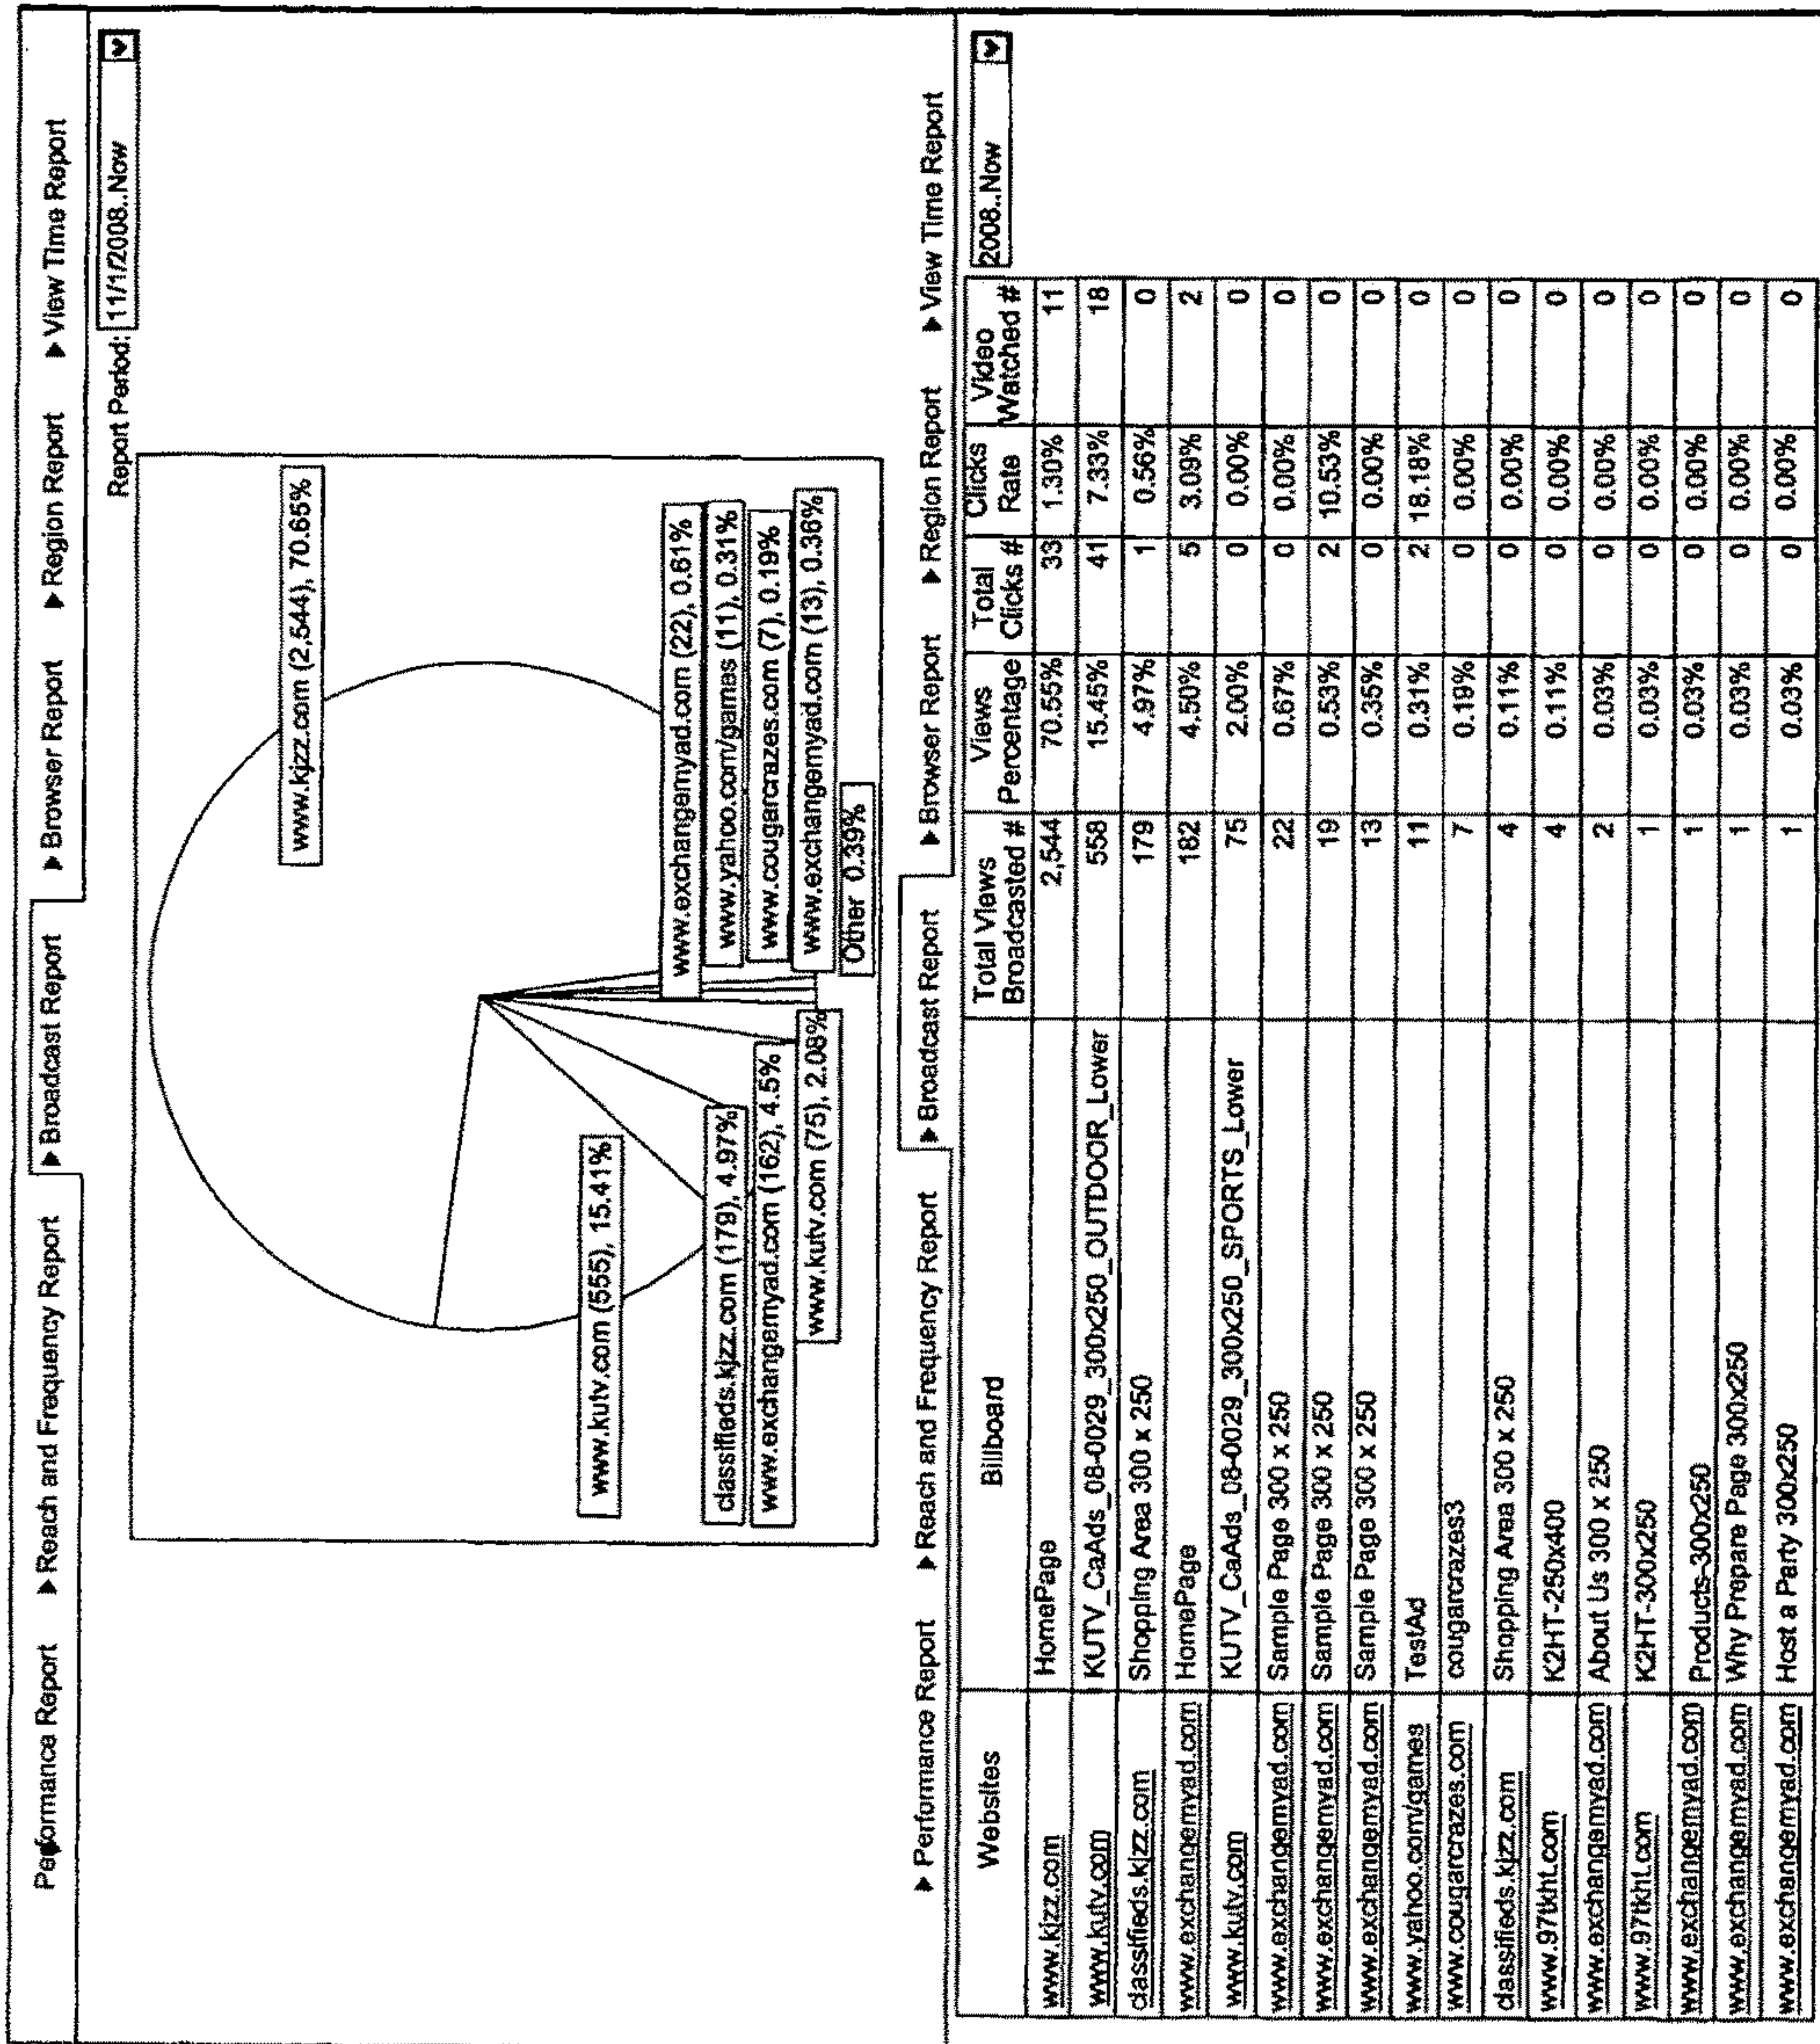 Performance Report ▶Reach and Frequency Report ▶Broadcast Report ▶Browser Report ▶Region Report ▶View Time Report
Report Period: 11/1/2008..Now
www.kjzz.com (2,544), 70.65%
www.kutv.com (555), 15.41%
www.exchangemyad.com (22), 0.61%
classifieds.kjzz.com (179), 4.97%
www.yahoo.com/games (11), 0.31%
www.exchangemyad.com (162), 4.5%
www.cougarcrazes.com (7), 0.19%
www.kutv.com (75), 2.08%
www.exchangemyad.com (13), 0.36%
Other 0.39%
▶Performance Report ▶Reach and Frequency Report ▶Broadcast Report ▶Browser Report ▶Region Report ▶View Time Report
Websites Billboard Total Views Broadcasted # Views Percentage Total Clicks # Clicks Rate Video Watched # 2008..Now
www.kjzz.com HomePage 2,544 70.55% 33 1.30% 11
www.kutv.com KUTV_CaAds_08-0029_300x250_OUTDOOR_Lower 558 15.45% 41 7.33% 18
classifieds.kjzz.com Shopping Area 300 x 250 179 4.97% 1 0.56% 0
www.exchangemyad.com HomePage 182 4.50% 5 3.09% 2
www.kutv.com KUTV_CaAds_08-0029_300x250_SPORTS_Lower 75 2.00% 0 0.00% 0
www.exchangemyad.com Sample Page 300 x 250 22 0.67% 0 0.00% 0
www.exchangemyad.com Sample Page 300 x 250 19 0.53% 2 10.53% 0
www.exchangemyad.com Sample Page 300 x 250 13 0.35% 0 0.00% 0
www.yahoo.com/games TestAd 11 0.31% 2 18.18% 0
www.cougarcrazes.com cougarcrazes3 7 0.19% 0 0.00% 0
classifieds.kjzz.com Shopping Area 300 x 250 4 0.11% 0 0.00% 0
www.97tkht.com K2HT-250x400 4 0.11% 0 0.00% 0
www.exchangemyad.com About Us 300 x 250 2 0.03% 0 0.00% 0
www.97tkht.com K2HT-300x250 1 0.03% 0 0.00% 0
www.exchangemyad.com Products-300x250 1 0.03% 0 0.00% 0
www.exchangemyad.com Why Prepare Page 300x250 1 0.03% 0 0.00% 0
www.exchangemyad.com Host a Party 300x250 1 0.03% 0 0.00% 0